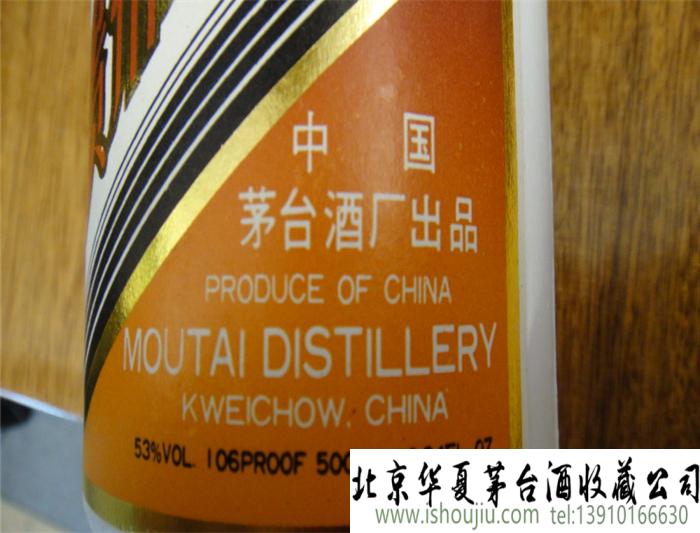 中国
茅台酒厂出品
PRODUCE OF CHINA
MOUTAI DISTILLERY
KWEICHOW, CHINA
53%VOL. 106PROOF
北京华夏茅台酒收藏公司
www.ishoujiu.com tel:13910166630